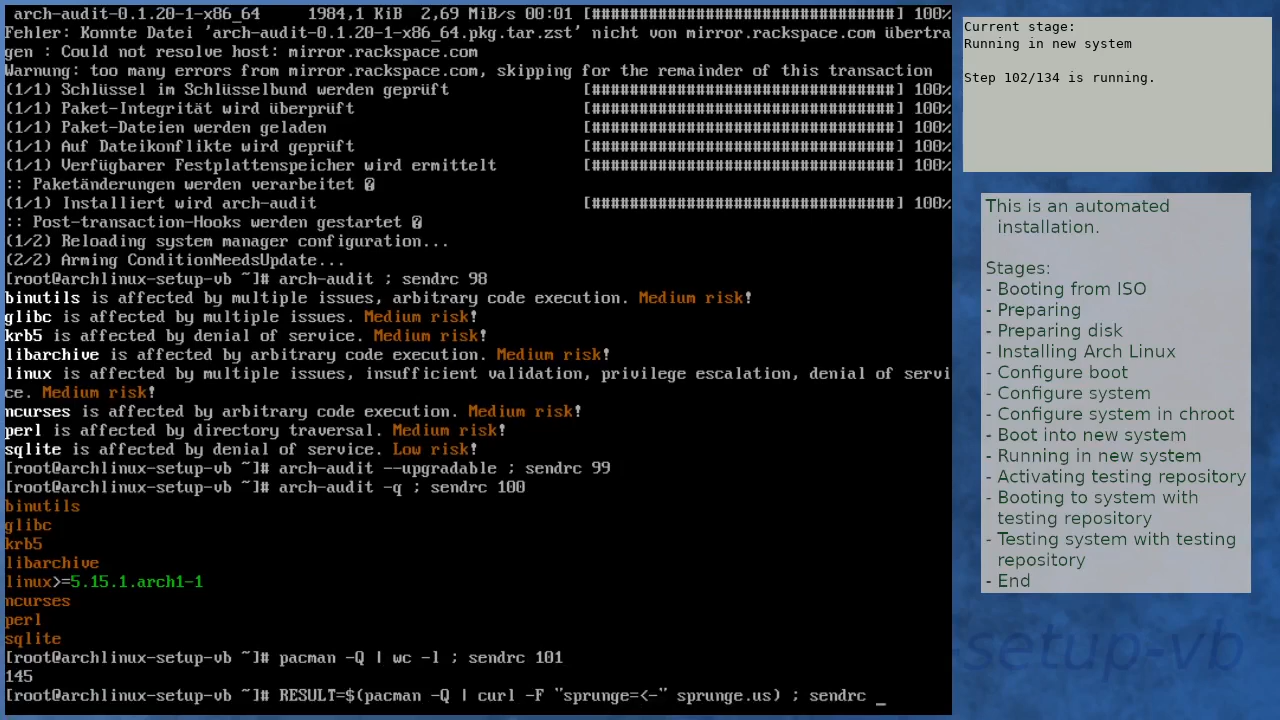 arch-audit-0.1.20-1-x86_64     1984,1 KiB  2,69 MiB/s 00:01 [################################] 100%
Fehler: Konnte Datei 'arch-audit-0.1.20-1-x86_64.pkg.tar.zst' nicht von mirror.rackspace.com übertra
gen : Could not resolve host: mirror.rackspace.com
Warnung: too many errors from mirror.rackspace.com, skipping for the remainder of this transaction
(1/1) Schlüssel im Schlüsselbund werden geprüft [################################] 100%
(1/1) Paket-Integrität wird überprüft [################################] 100%
(1/1) Paket-Dateien werden geladen [################################] 100%
(1/1) Auf Dateikonflikte wird geprüft [################################] 100%
(1/1) Verfügbarer Festplattenspeicher wird ermittelt [################################] 100%
:: Paketänderungen werden verarbeitet �
(1/1) Installiert wird arch-audit [################################] 100%
:: Post-transaction-Hooks werden gestartet �
(1/2) Reloading system manager configuration...
(2/2) Arming ConditionNeedsUpdate...
[root@archlinux-setup-vb ~]# arch-audit ; sendrc 98
binutils is affected by multiple issues, arbitrary code execution. Medium risk!
glibc is affected by multiple issues. Medium risk!
krb5 is affected by denial of service. Medium risk!
libarchive is affected by arbitrary code execution. Medium risk!
linux is affected by multiple issues, insufficient validation, privilege escalation, denial of servi
ce. Medium risk!
ncurses is affected by arbitrary code execution. Medium risk!
perl is affected by directory traversal. Medium risk!
sqlite is affected by denial of service. Low risk!
[root@archlinux-setup-vb ~]# arch-audit --upgradable ; sendrc 99
[root@archlinux-setup-vb ~]# arch-audit -q ; sendrc 100
binutils
glibc
krb5
libarchive
linux>=5.15.1.arch1-1
ncurses
perl
sqlite
[root@archlinux-setup-vb ~]# pacman -Q | wc -l ; sendrc 101
145
[root@archlinux-setup-vb ~]# RESULT=$(pacman -Q | curl -F "sprunge=<-" sprunge.us) ; sendrc _
Current stage:
Running in new system
Step 102/134 is running.
This is an automated
installation.
Stages:
- Booting from ISO
- Preparing
- Preparing disk
- Installing Arch Linux
- Configure boot
- Configure system
- Configure system in chroot
- Boot into new system
- Running in new system
- Activating testing repository
- Booting to system with
testing repository
- Testing system with testing
repository
- End
-setup-vb